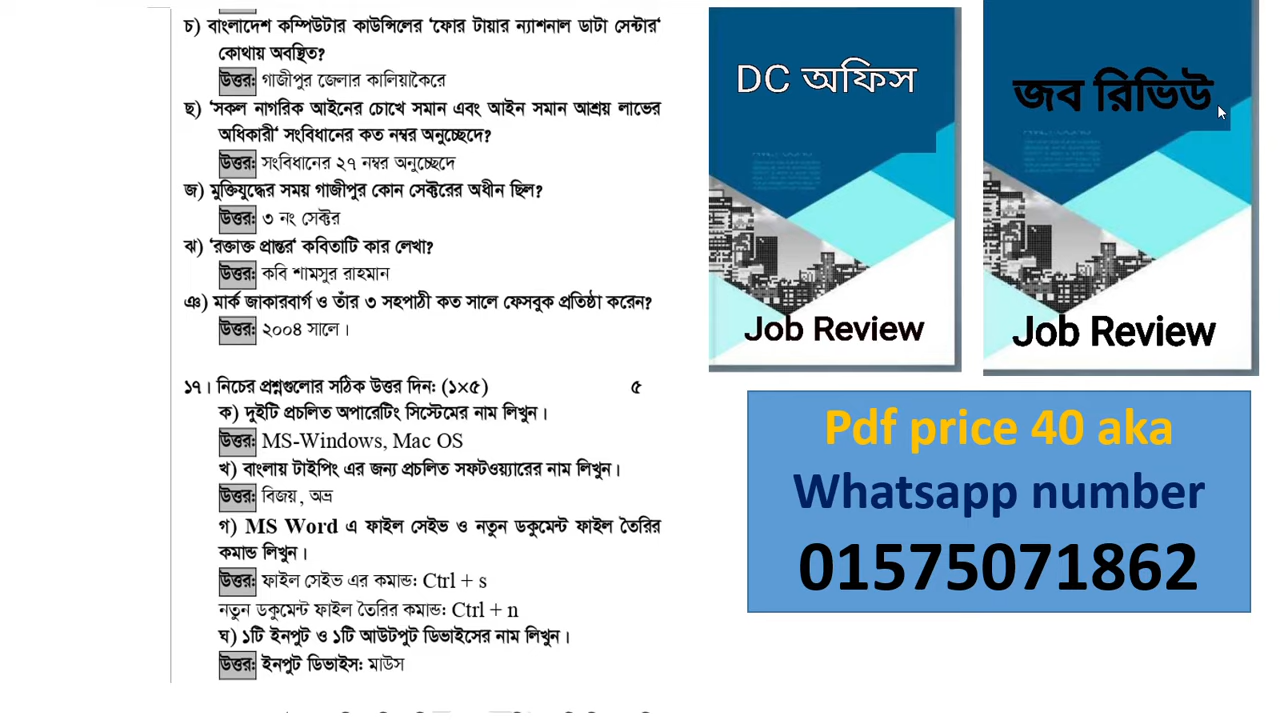 চ) বাংলাদেশ কম্পিউটার কাউন্সিলের 'ফোর টায়ার ন্যাশনাল ডাটা সেন্টার'
কোথায় অবস্থিত?
উত্তর: গাজীপুর জেলার কালিয়াকৈরে
ছ) 'সকল নাগরিক আইনের চোখে সমান এবং আইন সমান আশ্রয় লাভের
অধিকারী' সংবিধানের কত নম্বর অনুচ্ছেদে?
উত্তর: সংবিধানের ২৭ নম্বর অনুচ্ছেদে
জ) মুক্তিযুদ্ধের সময় গাজীপুর কোন সেক্টরের অধীন ছিল?
উত্তর: ৩ নং সেক্টর
ঝ) 'রক্তাক্ত প্রান্তর' কবিতাটি কার লেখা?
উত্তর: কবি শামসুর রাহমান
ঞ) মার্ক জাকারবার্গ ও তাঁর ৩ সহপাঠী কত সালে ফেসবুক প্রতিষ্ঠা করেন?
উত্তর: ২০০৪ সালে।
১৭। নিচের প্রশ্নগুলোর সঠিক উত্তর দিন: (১×৫) ৫
ক) দুইটি প্রচলিত অপারেটিং সিস্টেমের নাম লিখুন।
উত্তর: MS-Windows, Mac OS
খ) বাংলায় টাইপিং এর জন্য প্রচলিত সফটওয়্যারের নাম লিখুন।
উত্তর: বিজয়, অভ্র
গ) MS Word এ ফাইল সেইভ ও নতুন ডকুমেন্ট ফাইল তৈরির
কমান্ড লিখুন।
উত্তর: ফাইল সেইভ এর কমান্ড: Ctrl + s
নতুন ডকুমেন্ট ফাইল তৈরির কমান্ড: Ctrl + n
ঘ) ১টি ইনপুট ও ১টি আউটপুট ডিভাইসের নাম লিখুন।
উত্তর: ইনপুট ডিভাইস: মাউস
DC অফিস
Job Review
জব রিভিউ
Job Review
Pdf price 40 aka
Whatsapp number
01575071862